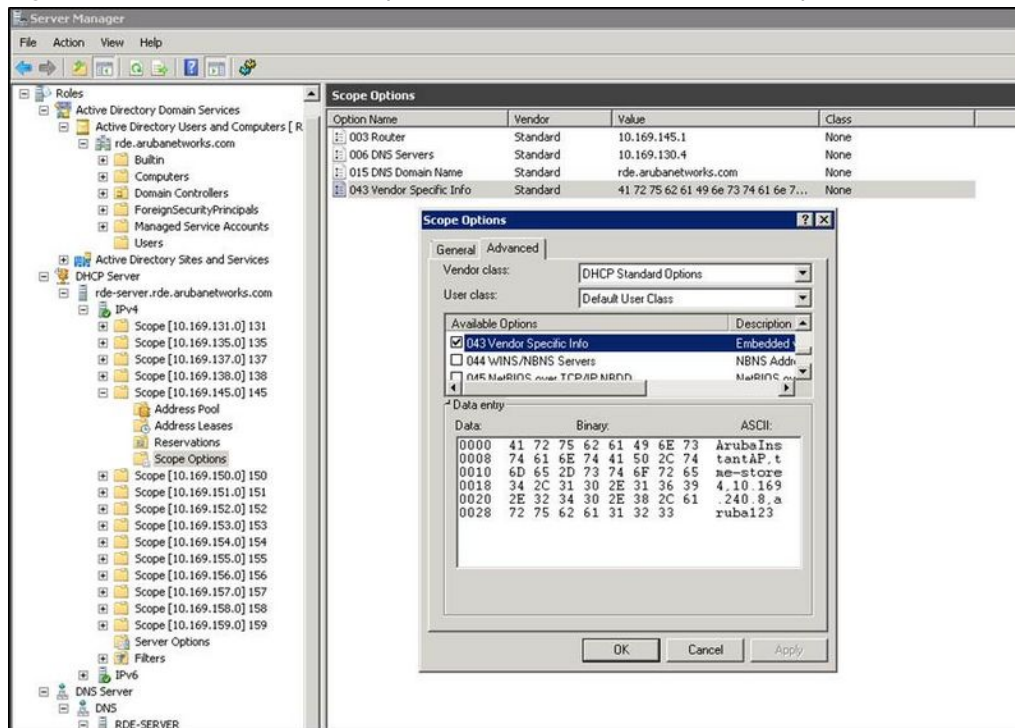 Server Manager
File Action View Help
Roles
Active Directory Domain Services
Active Directory Users and Computers [ R
rde.arubanetworks.com
Builtin
Computers
Domain Controllers
ForeignSecurityPrincipals
Managed Service Accounts
Users
Active Directory Sites and Services
DHCP Server
rde-server.rde.arubanetworks.com
IPv4
Scope [10.169.131.0] 131
Scope [10.169.135.0] 135
Scope [10.169.137.0] 137
Scope [10.169.138.0] 138
Scope [10.169.145.0] 145
Address Pool
Address Leases
Reservations
Scope Options
Scope [10.169.150.0] 150
Scope [10.169.151.0] 151
Scope [10.169.152.0] 152
Scope [10.169.153.0] 153
Scope [10.169.154.0] 154
Scope [10.169.155.0] 155
Scope [10.169.156.0] 156
Scope [10.169.157.0] 157
Scope [10.169.158.0] 158
Scope [10.169.159.0] 159
Server Options
Filters
IPv6
DNS Server
DNS
RDE-SERVER
Scope Options
Option Name Vendor Value Class
003 Router Standard 10.169.145.1 None
006 DNS Servers Standard 10.169.130.4 None
015 DNS Domain Name Standard rde.arubanetworks.com None
043 Vendor Specific Info Standard 41 72 75 62 61 49 6e 73 74 61 6e 7... None
Scope Options
General Advanced
Vendor class: DHCP Standard Options
User class: Default User Class
Available Options Description
043 Vendor Specific Info Embedded
044 WINS/NBNS Servers NBNS Addr
045 NetBIOS over TCP/IP NBDD NetBIOS
Data entry
Data: Binary: ASCII:
0000 41 72 75 62 61 49 6E 73 ArubaIns
0008 74 61 6E 74 41 50 2C 74 tantAP,t
0010 6D 65 2D 73 74 6F 72 65 me-store
0018 34 2C 31 30 2E 31 36 39 4,10.169
0020 2E 32 34 30 2E 38 2C 61 .240.8,a
0028 72 75 62 61 31 32 33 ruba123
OK Cancel Apply